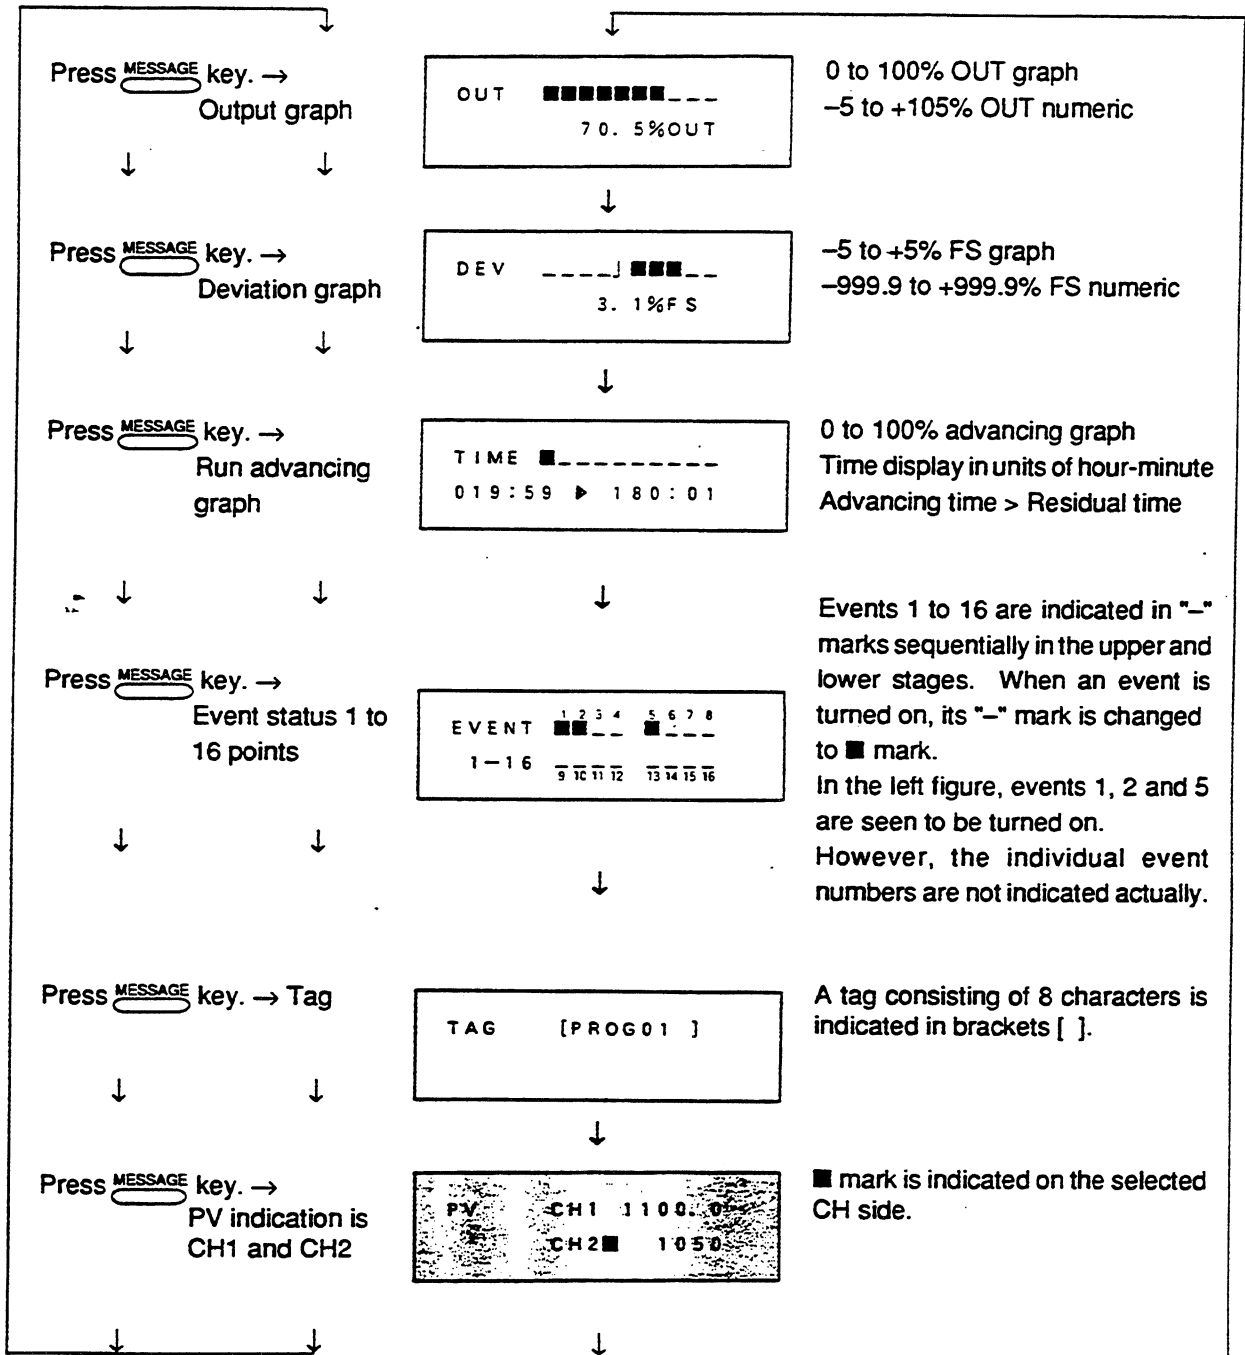 Press MESSAGE key. →
Output graph
OUT ■■■■■■■_ _ _
70. 5%OUT
0 to 100% OUT graph
–5 to +105% OUT numeric
Press MESSAGE key. →
Deviation graph
DEV _ _ _ _ ⌋ ■■■_ _
3. 1%FS
–5 to +5% FS graph
–999.9 to +999.9% FS numeric
Press MESSAGE key. →
Run advancing
graph
TIME ■_ _ _ _ _ _ _ _ _
019:59 ▶ 180:01
0 to 100% advancing graph
Time display in units of hour-minute
Advancing time > Residual time
Press MESSAGE key. →
Event status 1 to
16 points
1 2 3 4 5 6 7 8
EVENT ■■_ _ ■_ _ _
1–16
9 10 11 12 13 14 15 16
Events 1 to 16 are indicated in "–"
marks sequentially in the upper and
lower stages. When an event is
turned on, its "–" mark is changed
to ■ mark.
In the left figure, events 1, 2 and 5
are seen to be turned on.
However, the individual event
numbers are not indicated actually.
Press MESSAGE key. → Tag
TAG [PROG01 ]
A tag consisting of 8 characters is
indicated in brackets [ ].
Press MESSAGE key. →
PV indication is
CH1 and CH2
PV CH1 1100. 0
CH2■ 1050
■ mark is indicated on the selected
CH side.